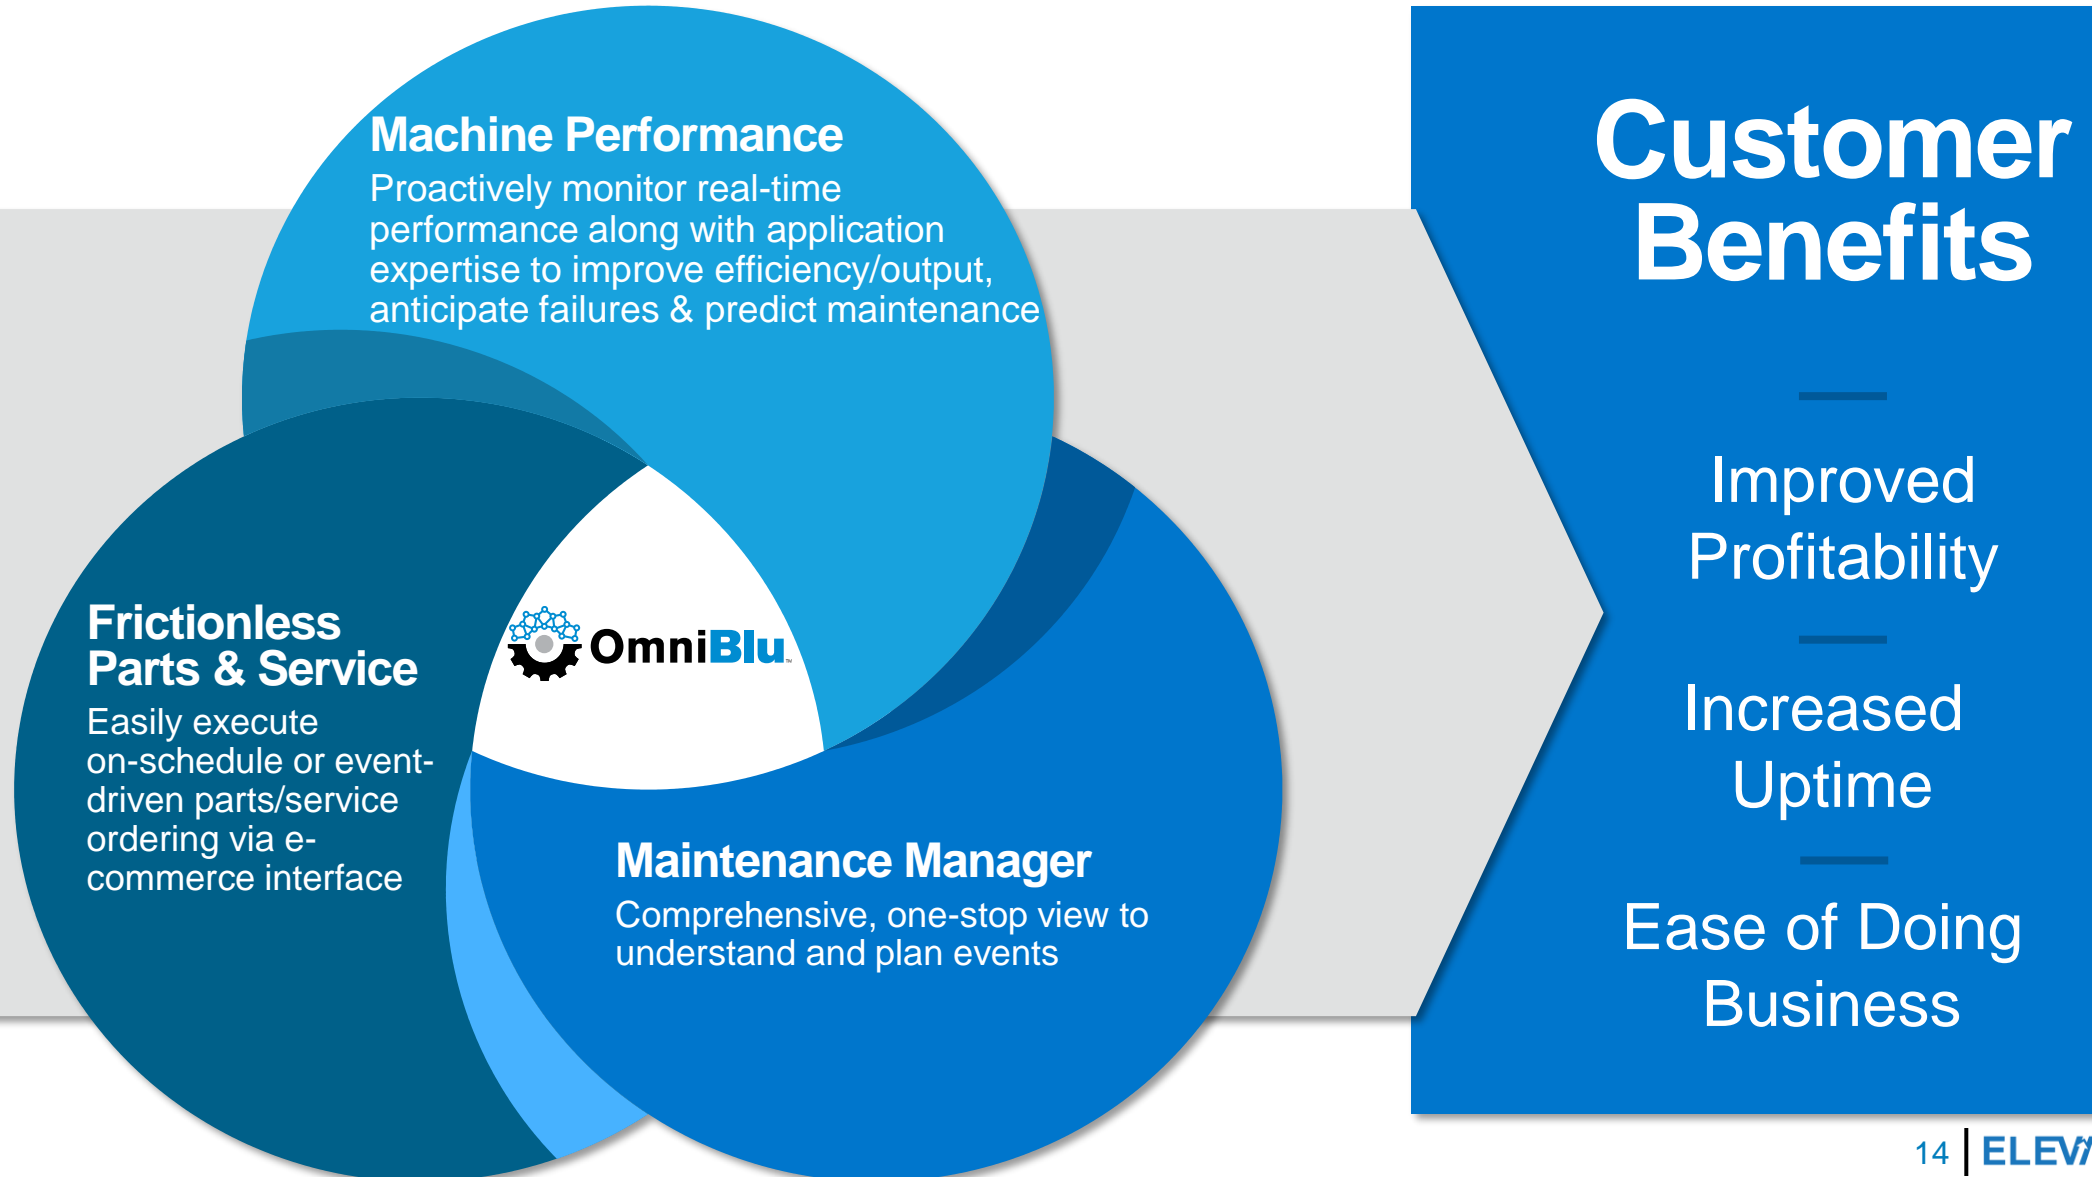 Machine Performance
Proactively monitor real-time
performance along with application
expertise to improve efficiency/output,
anticipate failures & predict maintenance
Frictionless
Parts & Service
Easily execute
on-schedule or event-
driven parts/service
ordering via e-
commerce interface
OmniBlu™
Maintenance Manager
Comprehensive, one-stop view to
understand and plan events
Customer
Benefits
Improved
Profitability
Increased
Uptime
Ease of Doing
Business
14